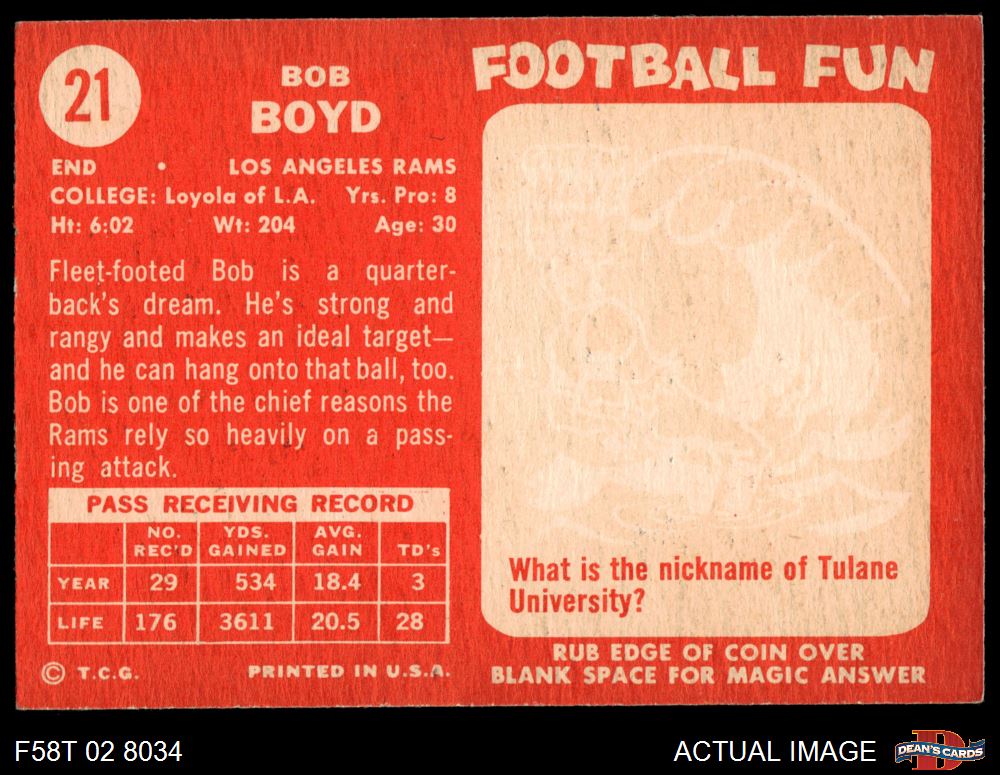 21
BOB
BOYD
END • LOS ANGELES RAMS
COLLEGE: Loyola of L.A. Yrs. Pro: 8
Ht: 6:02 Wt: 204 Age: 30
Fleet-footed Bob is a quarter-
back's dream. He's strong and
rangy and makes an ideal target—
and he can hang onto that ball, too.
Bob is one of the chief reasons the
Rams rely so heavily on a pass-
ing attack.
PASS RECEIVING RECORD
NO. REC'D YDS. GAINED AVG. GAIN TD's
YEAR 29 534 18.4 3
LIFE 176 3611 20.5 28
© T.C.G. PRINTED IN U.S.A.
FOOTBALL FUN
What is the nickname of Tulane
University?
RUB EDGE OF COIN OVER
BLANK SPACE FOR MAGIC ANSWER
F58T 02 8034
ACTUAL IMAGE
D
DEAN'S CARDS